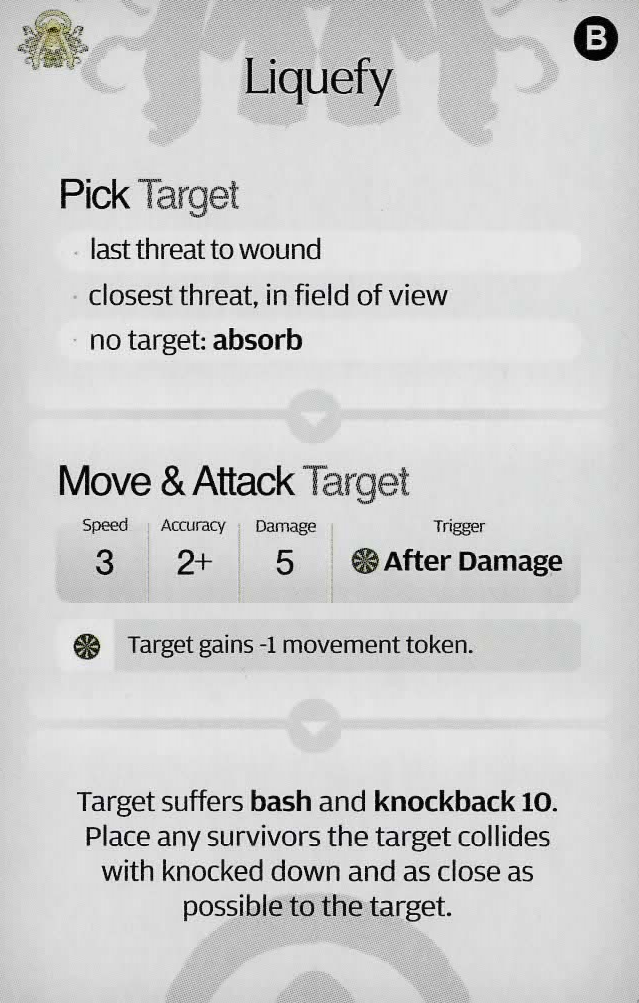 B
Liquefy
Pick Target
· last threat to wound
· closest threat, in field of view
· no target: absorb
Move & Attack Target
Speed Accuracy Damage Trigger
3 2+ 5 After Damage
Target gains -1 movement token.
Target suffers bash and knockback 10.
Place any survivors the target collides
with knocked down and as close as
possible to the target.